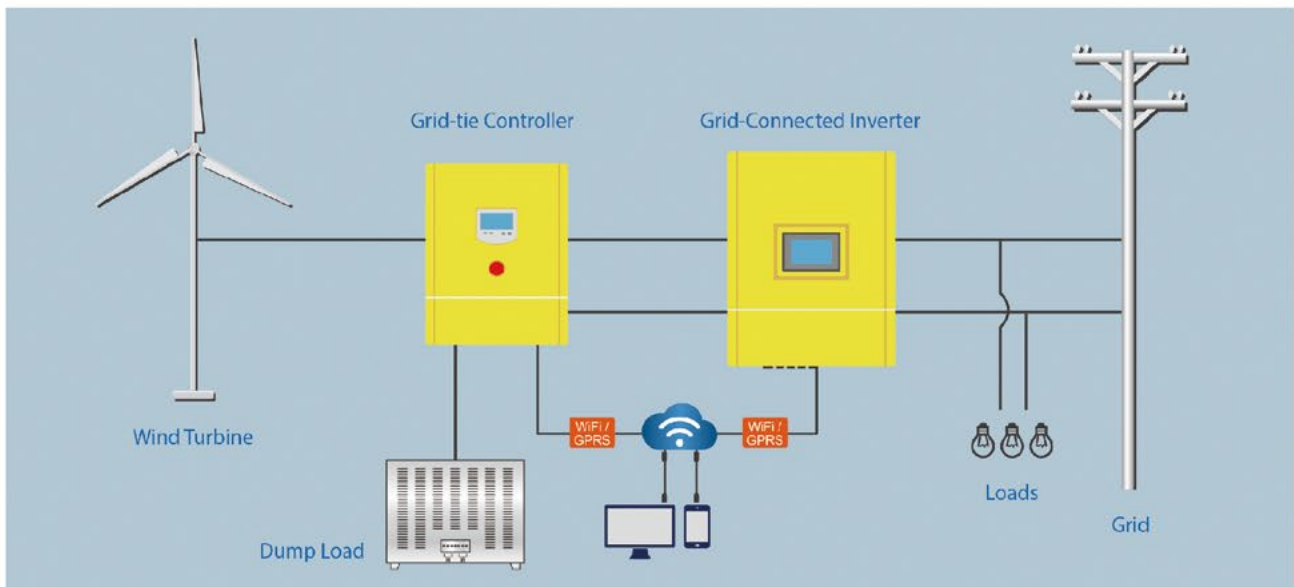 Grid-tie Controller
Grid-Connected Inverter
Wind Turbine
WiFi /
GPRS
WiFi /
GPRS
Loads
Grid
Dump Load